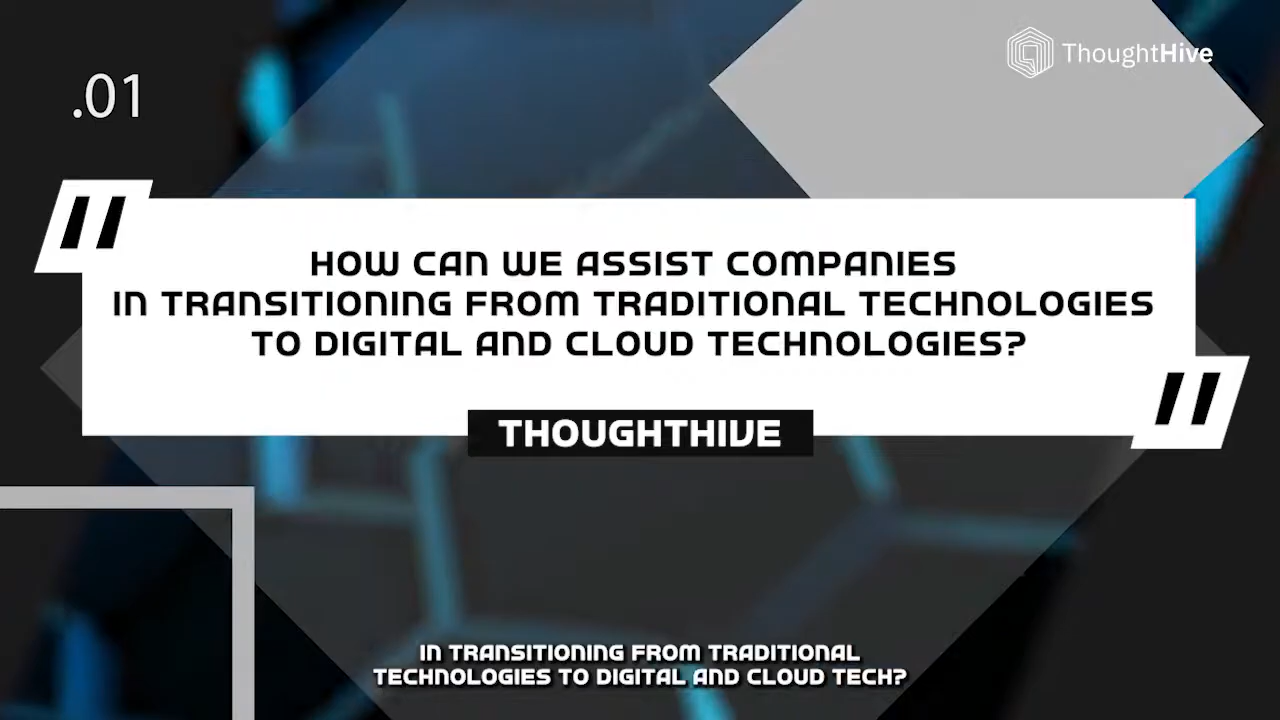 .01
ThoughtHive
"
HOW CAN WE ASSIST COMPANIES
IN TRANSITIONING FROM TRADITIONAL TECHNOLOGIES
TO DIGITAL AND CLOUD TECHNOLOGIES?
"
THOUGHTHIVE
IN TRANSITIONING FROM TRADITIONAL
TECHNOLOGIES TO DIGITAL AND CLOUD TECH?